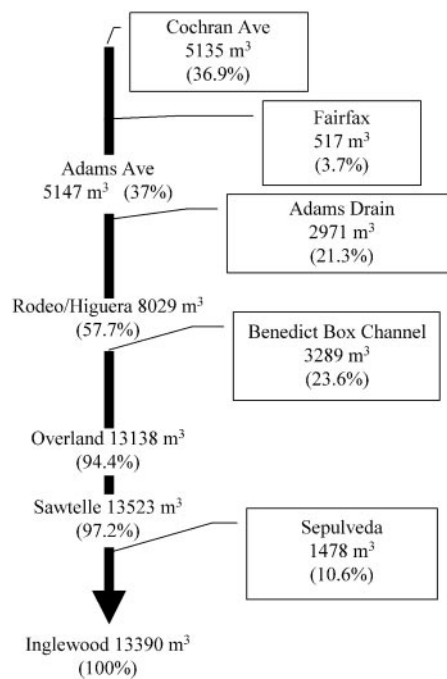 Cochran Ave
5135 m³
(36.9%)
Fairfax
517 m³
(3.7%)
Adams Ave
5147 m³ (37%)
Adams Drain
2971 m³
(21.3%)
Rodeo/Higuera 8029 m³
(57.7%)
Benedict Box Channel
3289 m³
(23.6%)
Overland 13138 m³
(94.4%)
Sawtelle 13523 m³
(97.2%)
Sepulveda
1478 m³
(10.6%)
Inglewood 13390 m³
(100%)